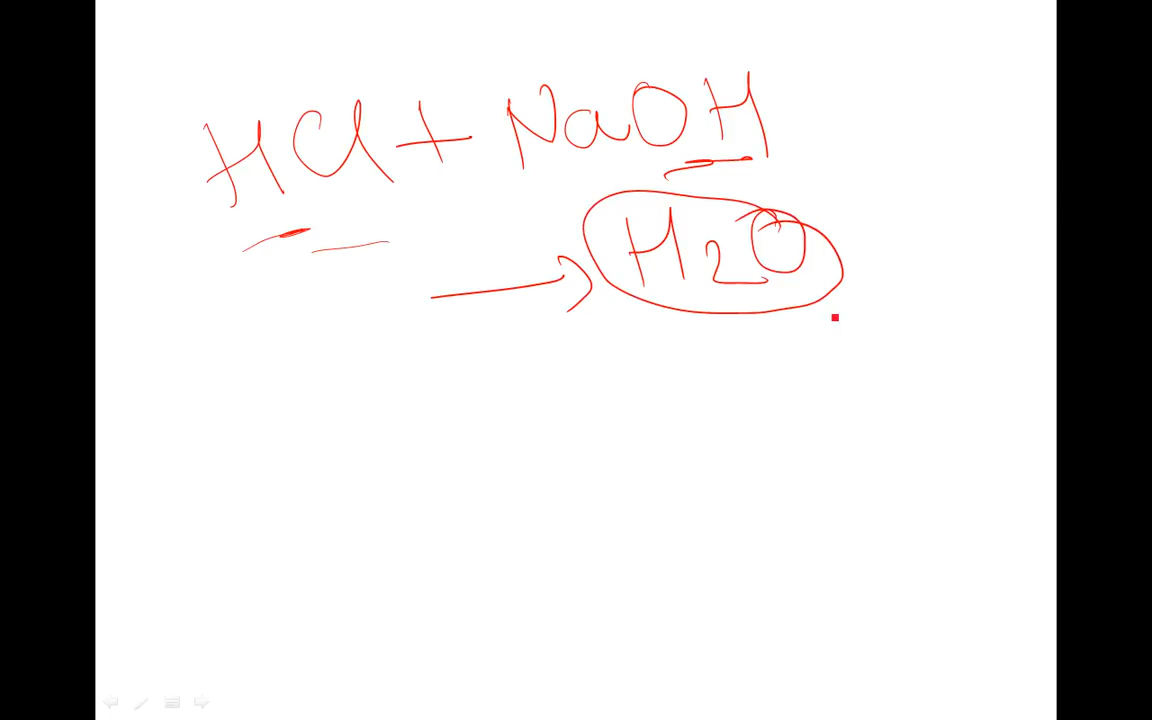 HCl + NaOH
→ H2O